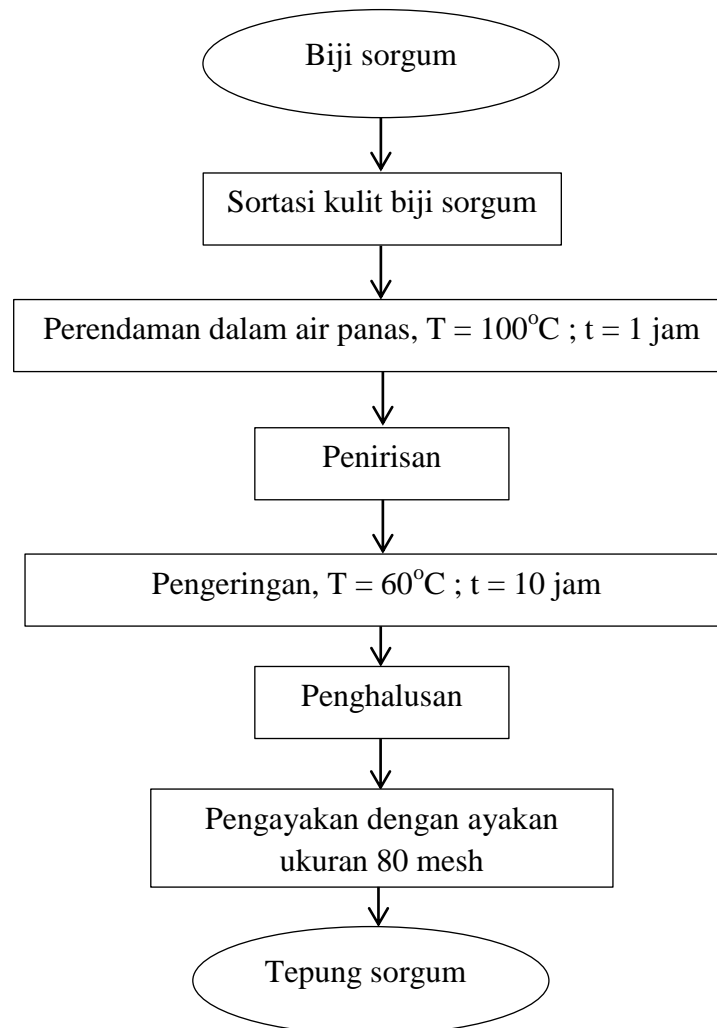 Biji sorgum
Sortasi kulit biji sorgum
Perendaman dalam air panas, T = 100°C ; t = 1 jam
Penirisan
Pengeringan, T = 60°C ; t = 10 jam
Penghalusan
Pengayakan dengan ayakan
ukuran 80 mesh
Tepung sorgum